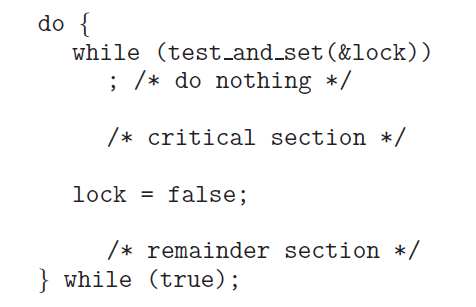 do {
while (test_and_set(&lock))
; /* do nothing */
/* critical section */
lock = false;
/* remainder section */
} while (true);